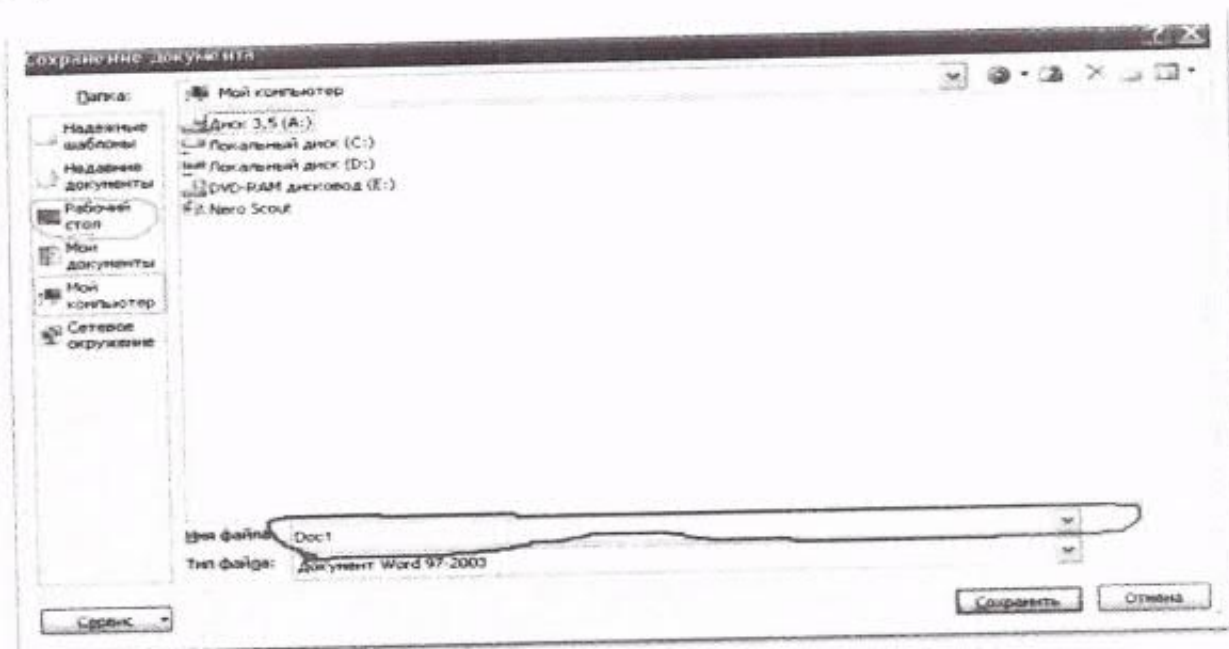 Сохранение документа
Папка:
Мой компьютер
Надежные
шаблоны
Недавние
документы
Рабочий
стол
Мои
документы
Мой
компьютер
Сетевое
окружение
Диск 3,5 (A:)
Локальный диск (C:)
Локальный диск (D:)
DVD-RAM дисковод (E:)
Nero Scout
Имя файла:
Doc1
Тип файла:
Документ Word 97-2003
Сервис
Сохранить
Отмена